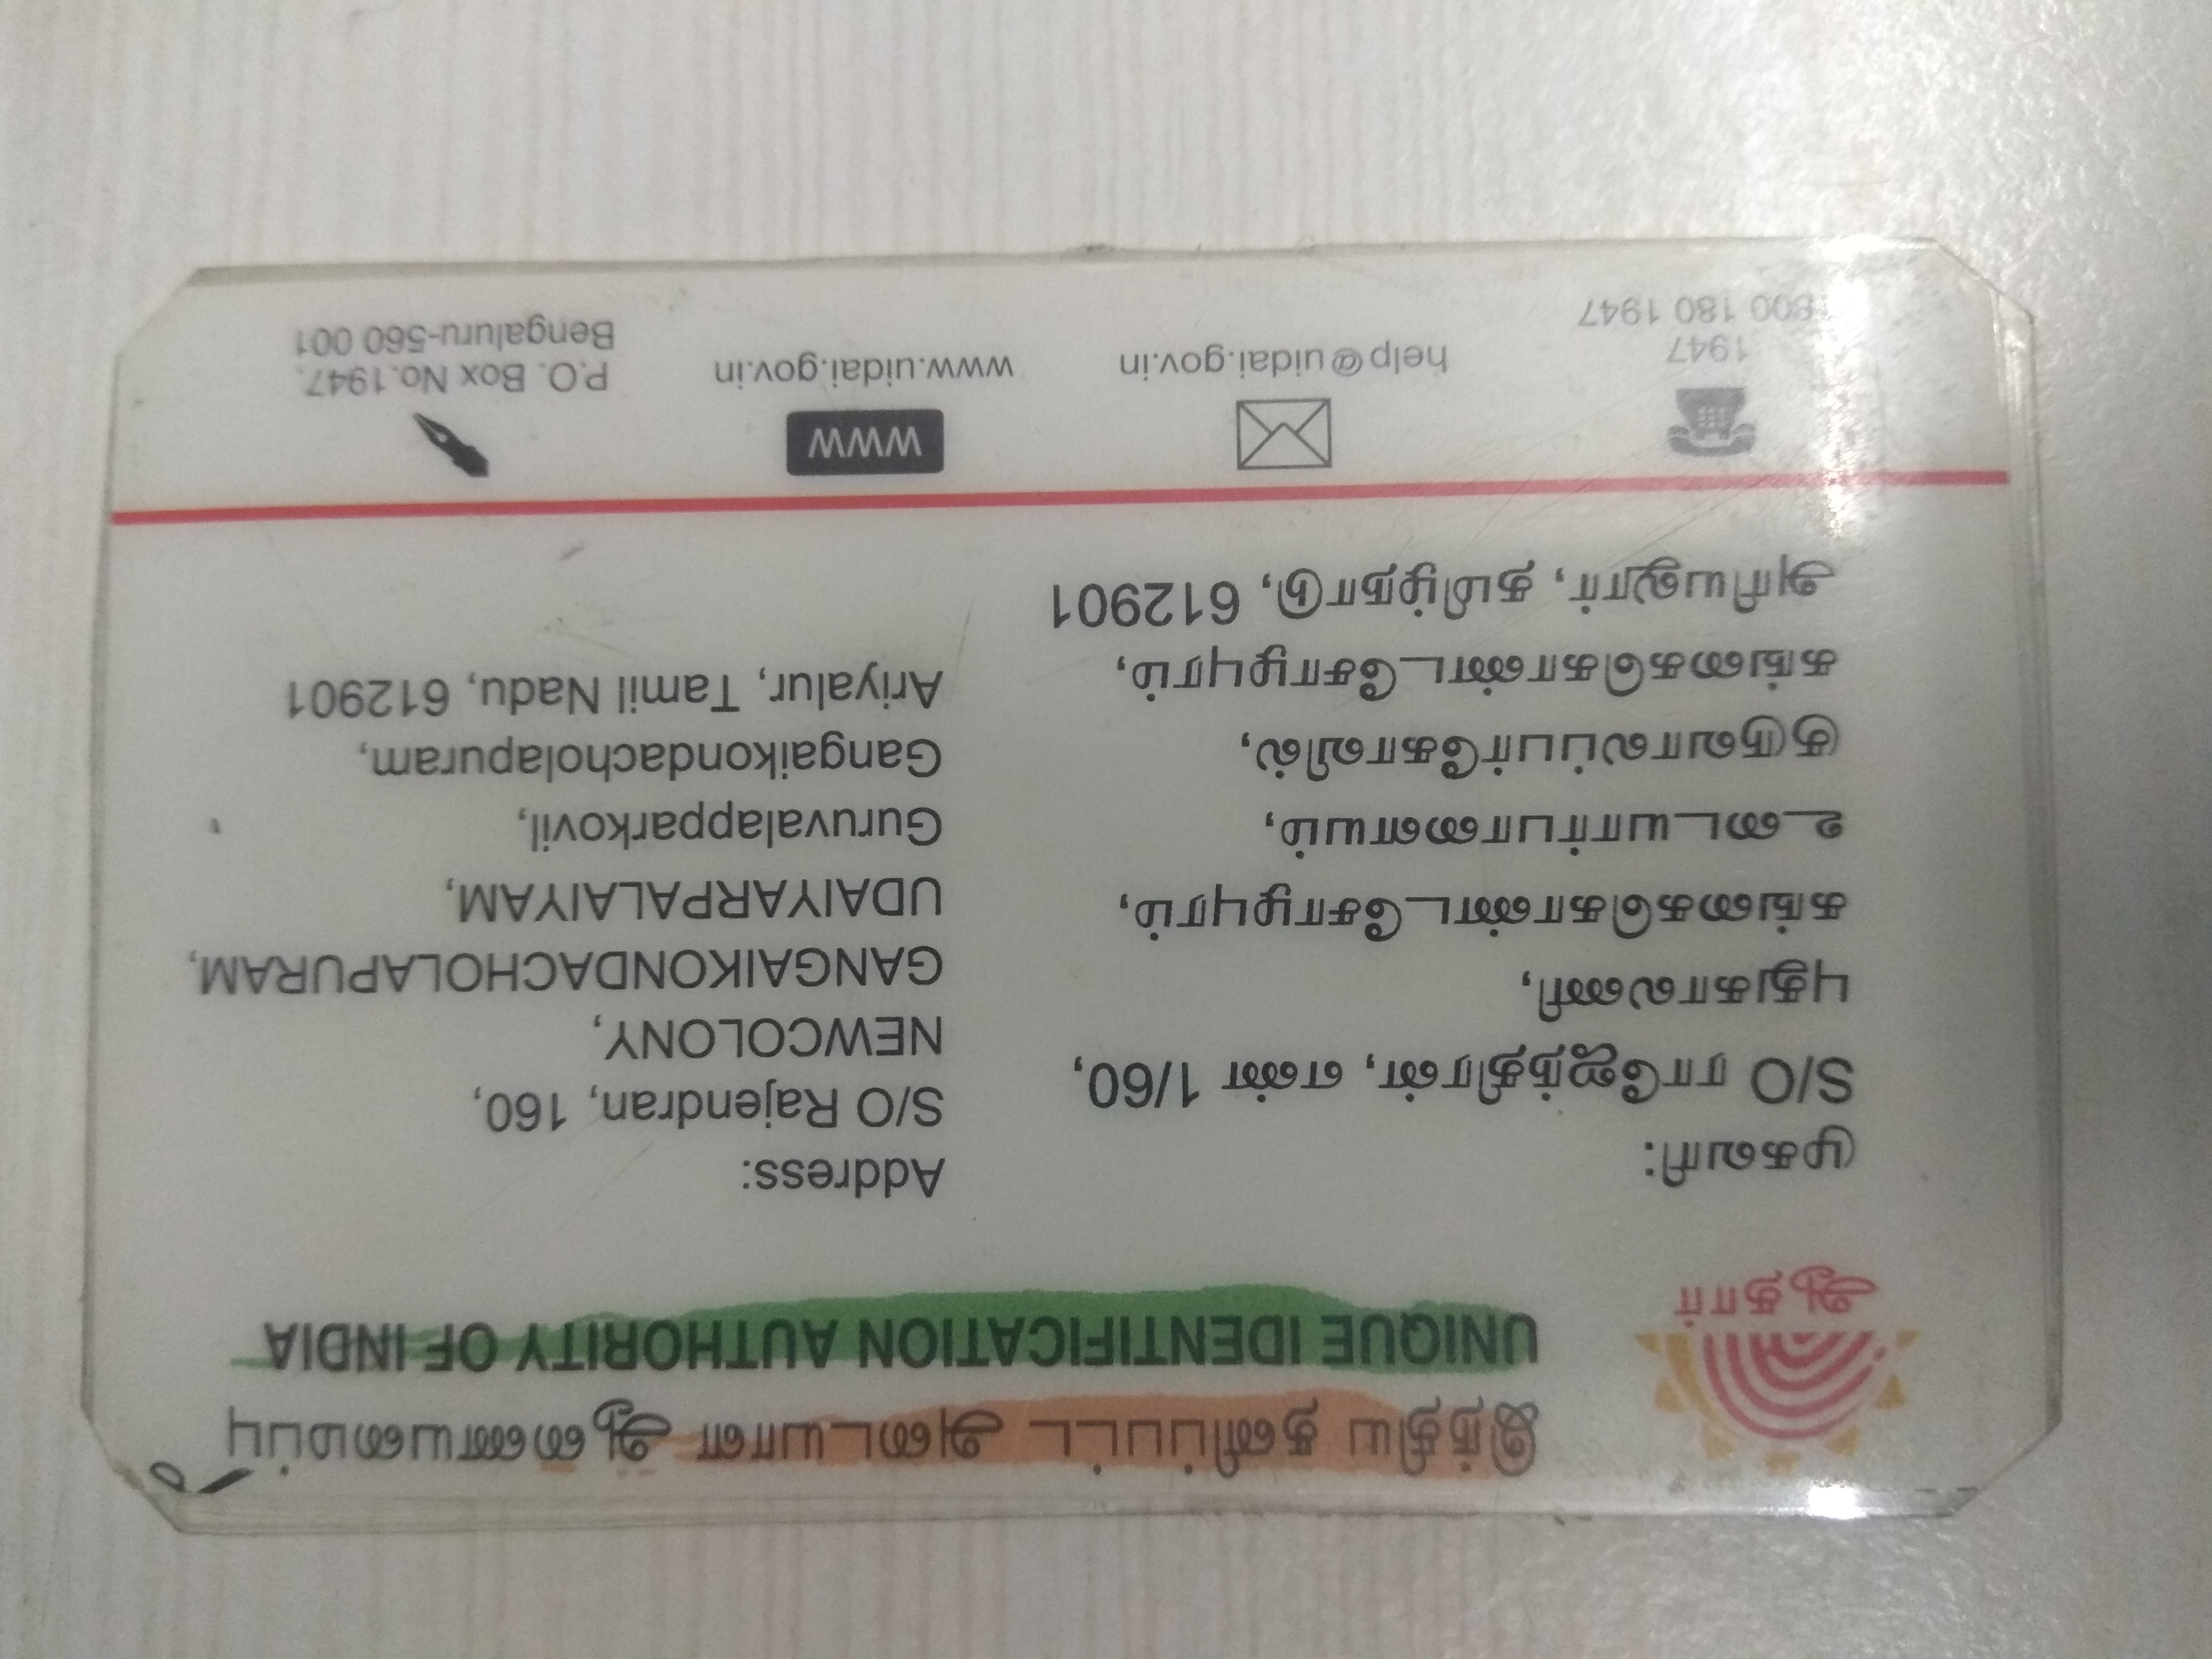 இந்திய தனிப்பட்ட அடையாள ஆணையமைப்பு
UNIQUE IDENTIFICATION AUTHORITY OF INDIA
ஆதார்
முகவரி:
S/O ராஜேந்திரன், எண் 1/60,
புதுகாலணி,
கங்கைகொண்டசோழபுரம்,
உடையார்பாளையம்,
குருவாலப்பர்கோவில்,
கங்கைகொண்டசோழபுரம்,
அரியலூர், தமிழ்நாடு, 612901
Address:
S/O Rajendran, 160,
NEWCOLONY,
GANGAIKONDACHOLAPURAM,
UDAIYARPALAIYAM,
Guruvalapparkovil,
Gangaikondacholapuram,
Ariyalur, Tamil Nadu, 612901
1947
1800 180 1947
help@uidai.gov.in
WWW
www.uidai.gov.in
P.O. Box No.1947,
Bengaluru-560 001